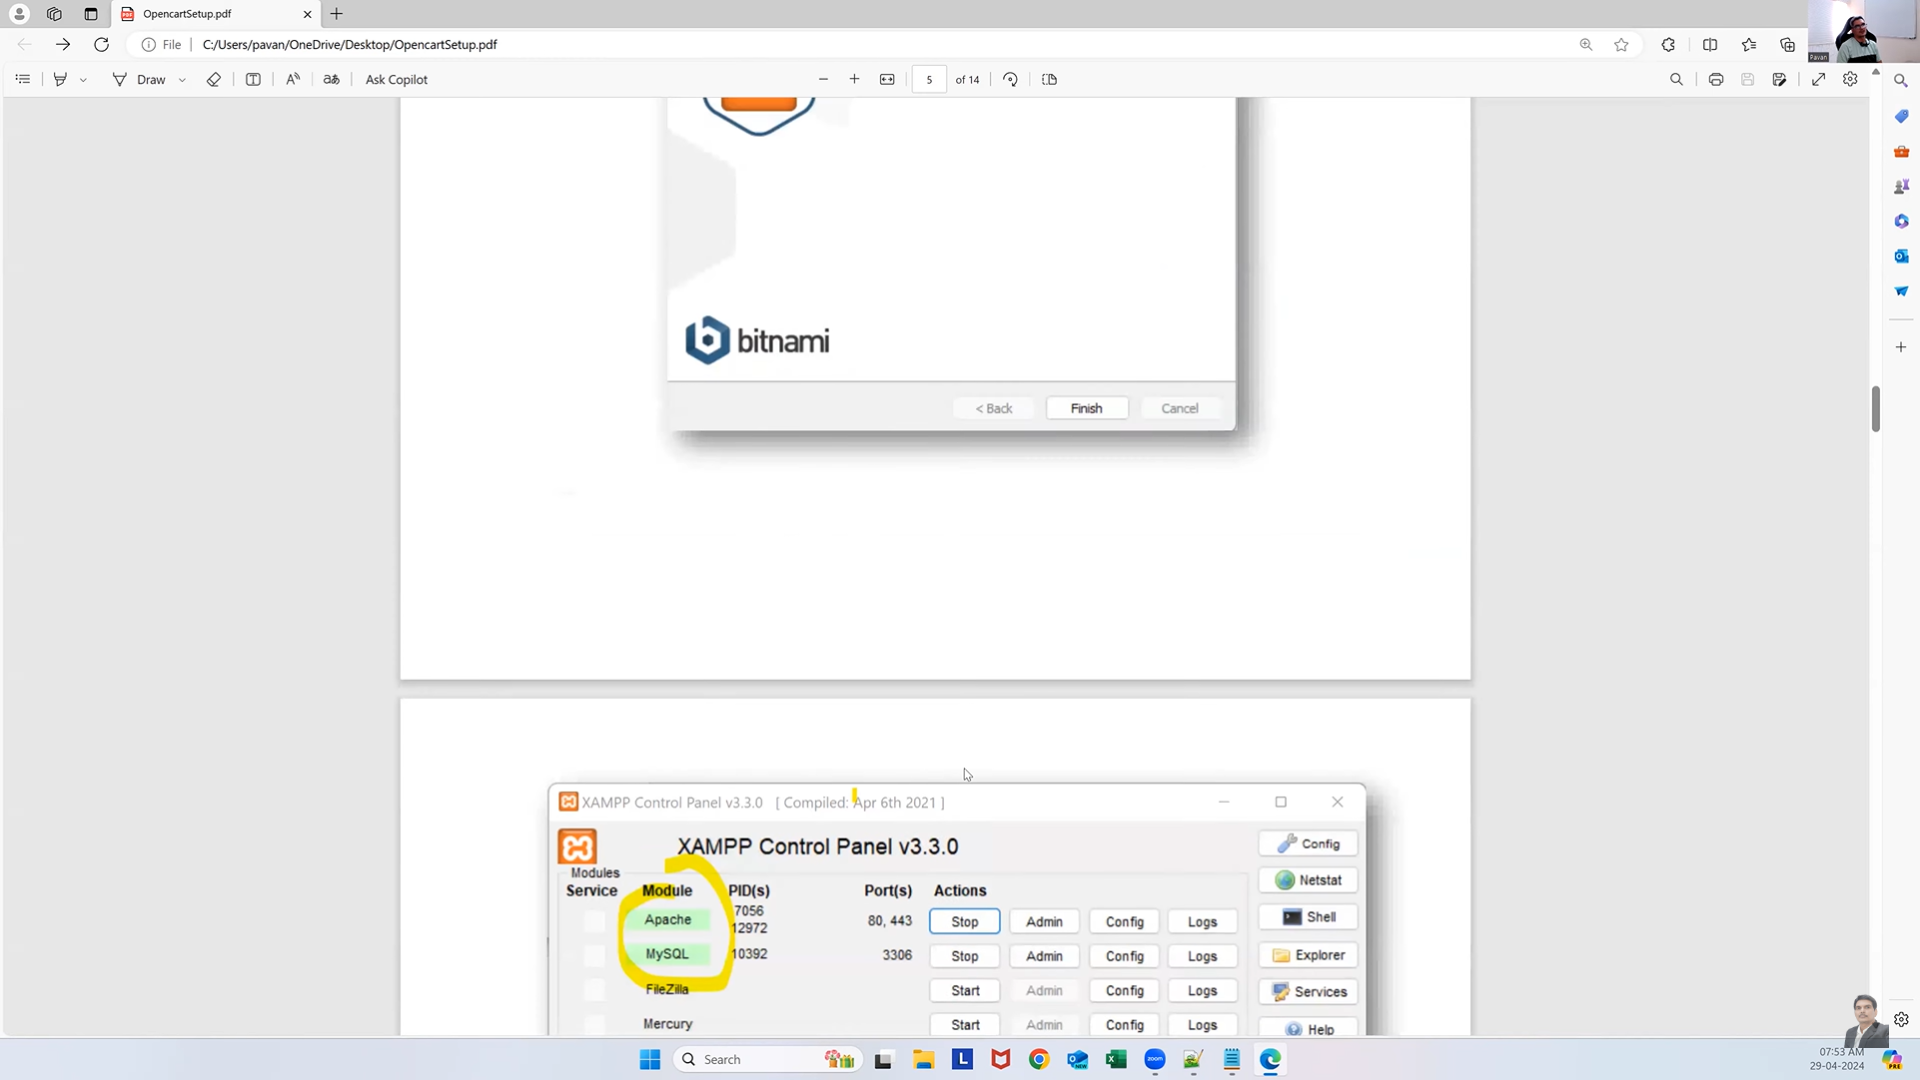 OpencartSetup.pdf
File
C:/Users/pavan/OneDrive/Desktop/OpencartSetup.pdf
Pavan
Draw
Ask Copilot
5 of 14
bitnami
< Back Finish Cancel
XAMPP Control Panel v3.3.0 [ Compiled: Apr 6th 2021 ]
XAMPP Control Panel v3.3.0
Config
Modules
Service Module PID(s) Port(s) Actions
Netstat
Apache 7056 12972 80, 443 Stop Admin Config Logs
Shell
MySQL 10392 3306 Stop Admin Config Logs
Explorer
FileZilla Start Admin Config Logs
Services
Mercury Start Admin Config Logs
Help
Search
L
zoom
07:53 AM
29-04-2024
PRE